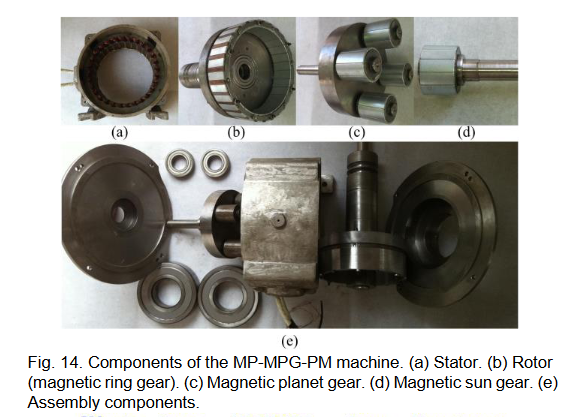 (a)
(b)
(c)
(d)
(e)
Fig. 14. Components of the MP-MPG-PM machine. (a) Stator. (b) Rotor
(magnetic ring gear). (c) Magnetic planet gear. (d) Magnetic sun gear. (e)
Assembly components.